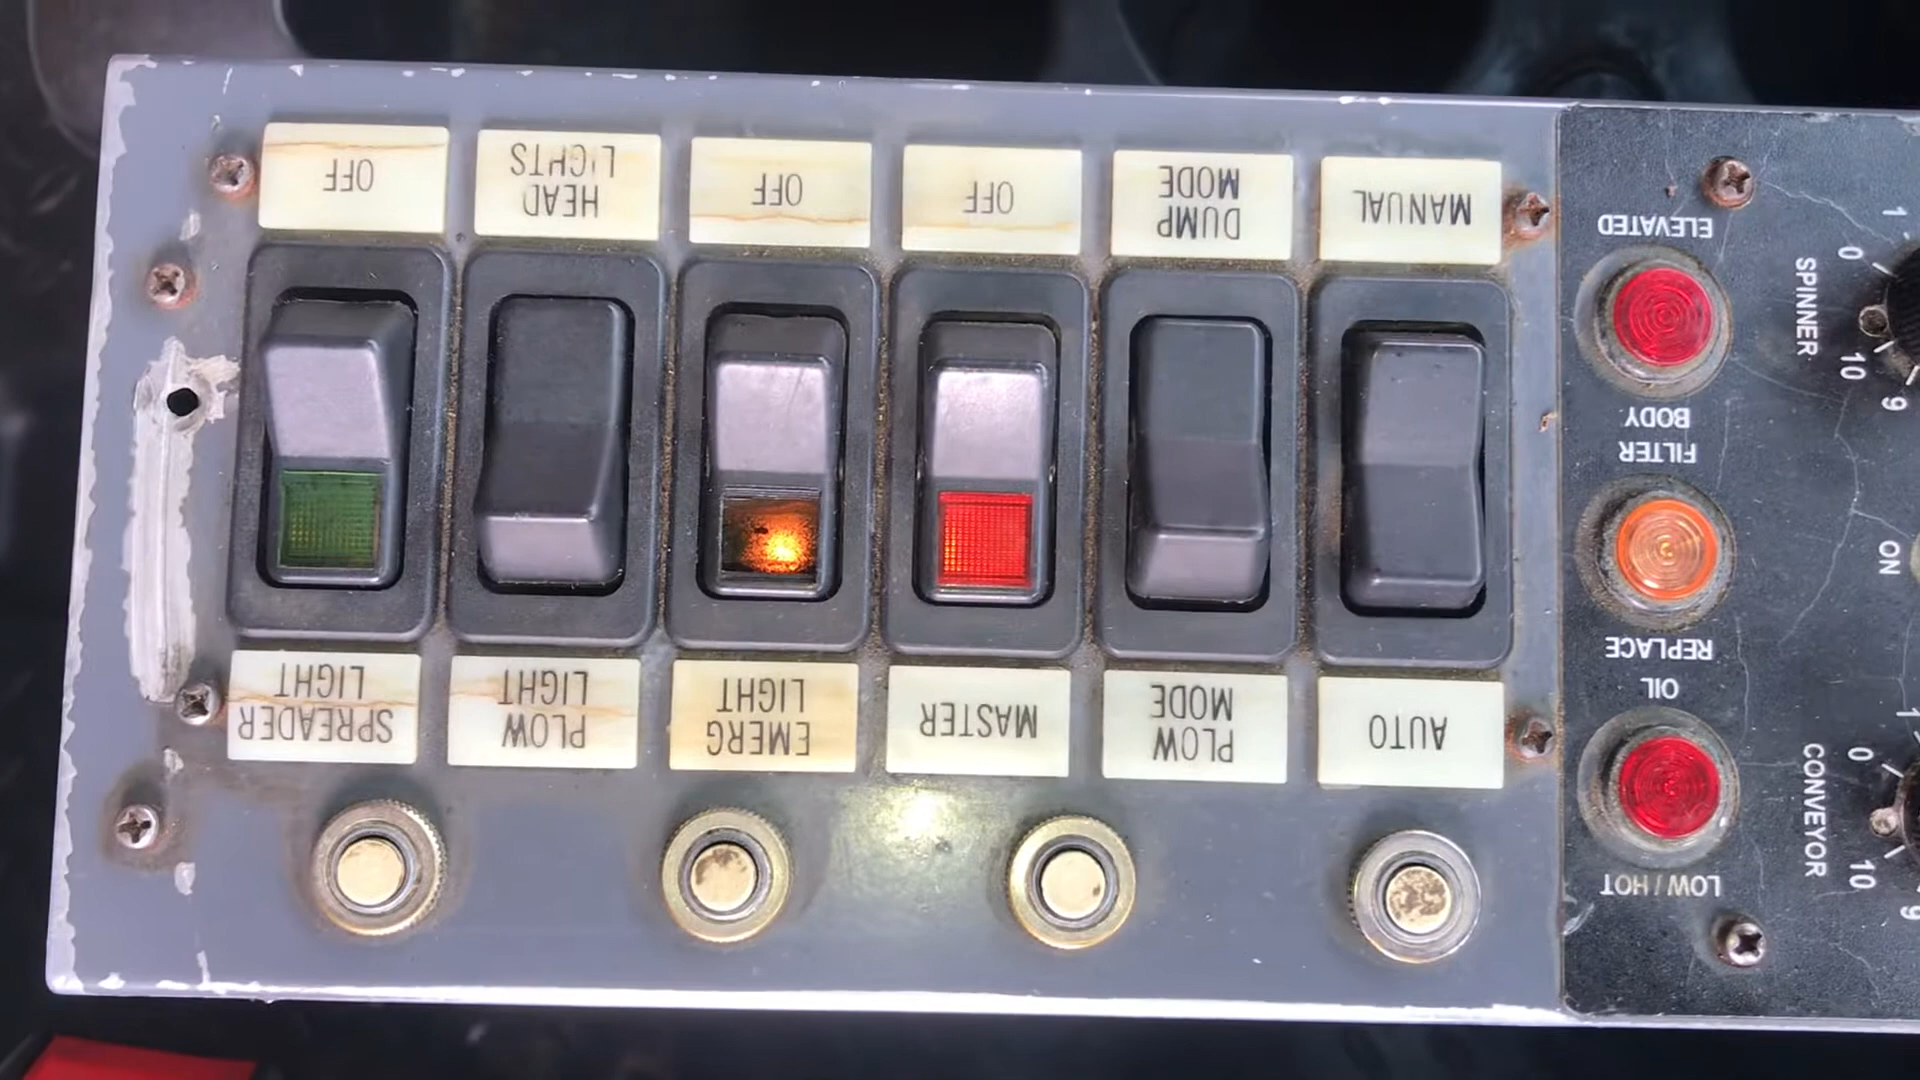 CONVEYOR
0
1
10
9
ON
SPINNER
0
1
10
9
LOW / HOT
OIL
REPLACE
FILTER
BODY
ELEVATED
AUTO
PLOW
MODE
MASTER
EMERG
LIGHT
PLOW
LIGHT
SPREADER
LIGHT
MANUAL
DUMP
MODE
OFF
OFF
HEAD
LIGHTS
OFF